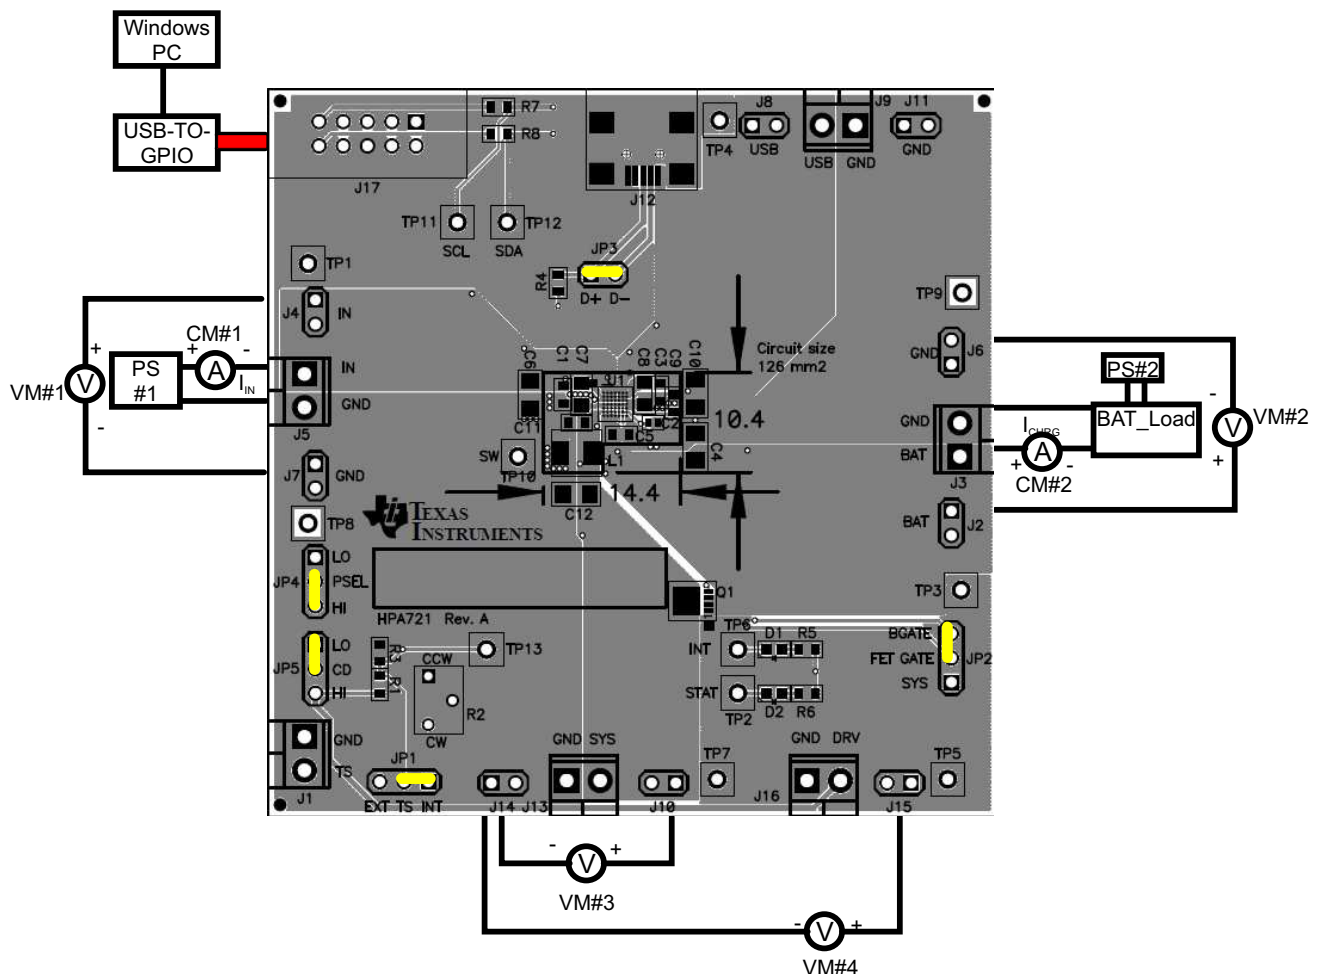 Windows
PC
USB-TO-
GPIO
J17
R7
R8
TP4
J8
USB
J9
USB GND
J11
GND
J12
TP11
SCL
TP12
SDA
JP3
R4
D+ D-
TP1
J4
IN
TP9
GND
J6
VM#1
V
+
-
PS
#1
CM#1
+
-
A
IIN
IN
GND
J5
C6
C1
C7
U1
C8
C3
C9
C10
Circuit size
126 mm2
10.4
C11
C2
C5
C4
L1
SW
TP10
14.4
C12
PS#2
BAT_Load
ICHRG
A
+
-
CM#2
-
V
+
VM#2
GND
BAT
J3
J7
GND
TP8
TEXAS
INSTRUMENTS
BAT
J2
TP3
LO
JP4
PSEL
HI
HPA721 Rev. A
Q1
LO
JP5
CD
HI
R3
R1
CCW
R2
CW
TP13
TP6
INT
D1
R5
STAT
TP2
D2
R6
BGATE
FET GATE
JP2
SYS
GND
TS
J1
JP1
EXT TS INT
GND SYS
J14
J13
J10
TP7
GND DRV
J16
J15
TP5
-
V
+
VM#3
-
V
+
VM#4